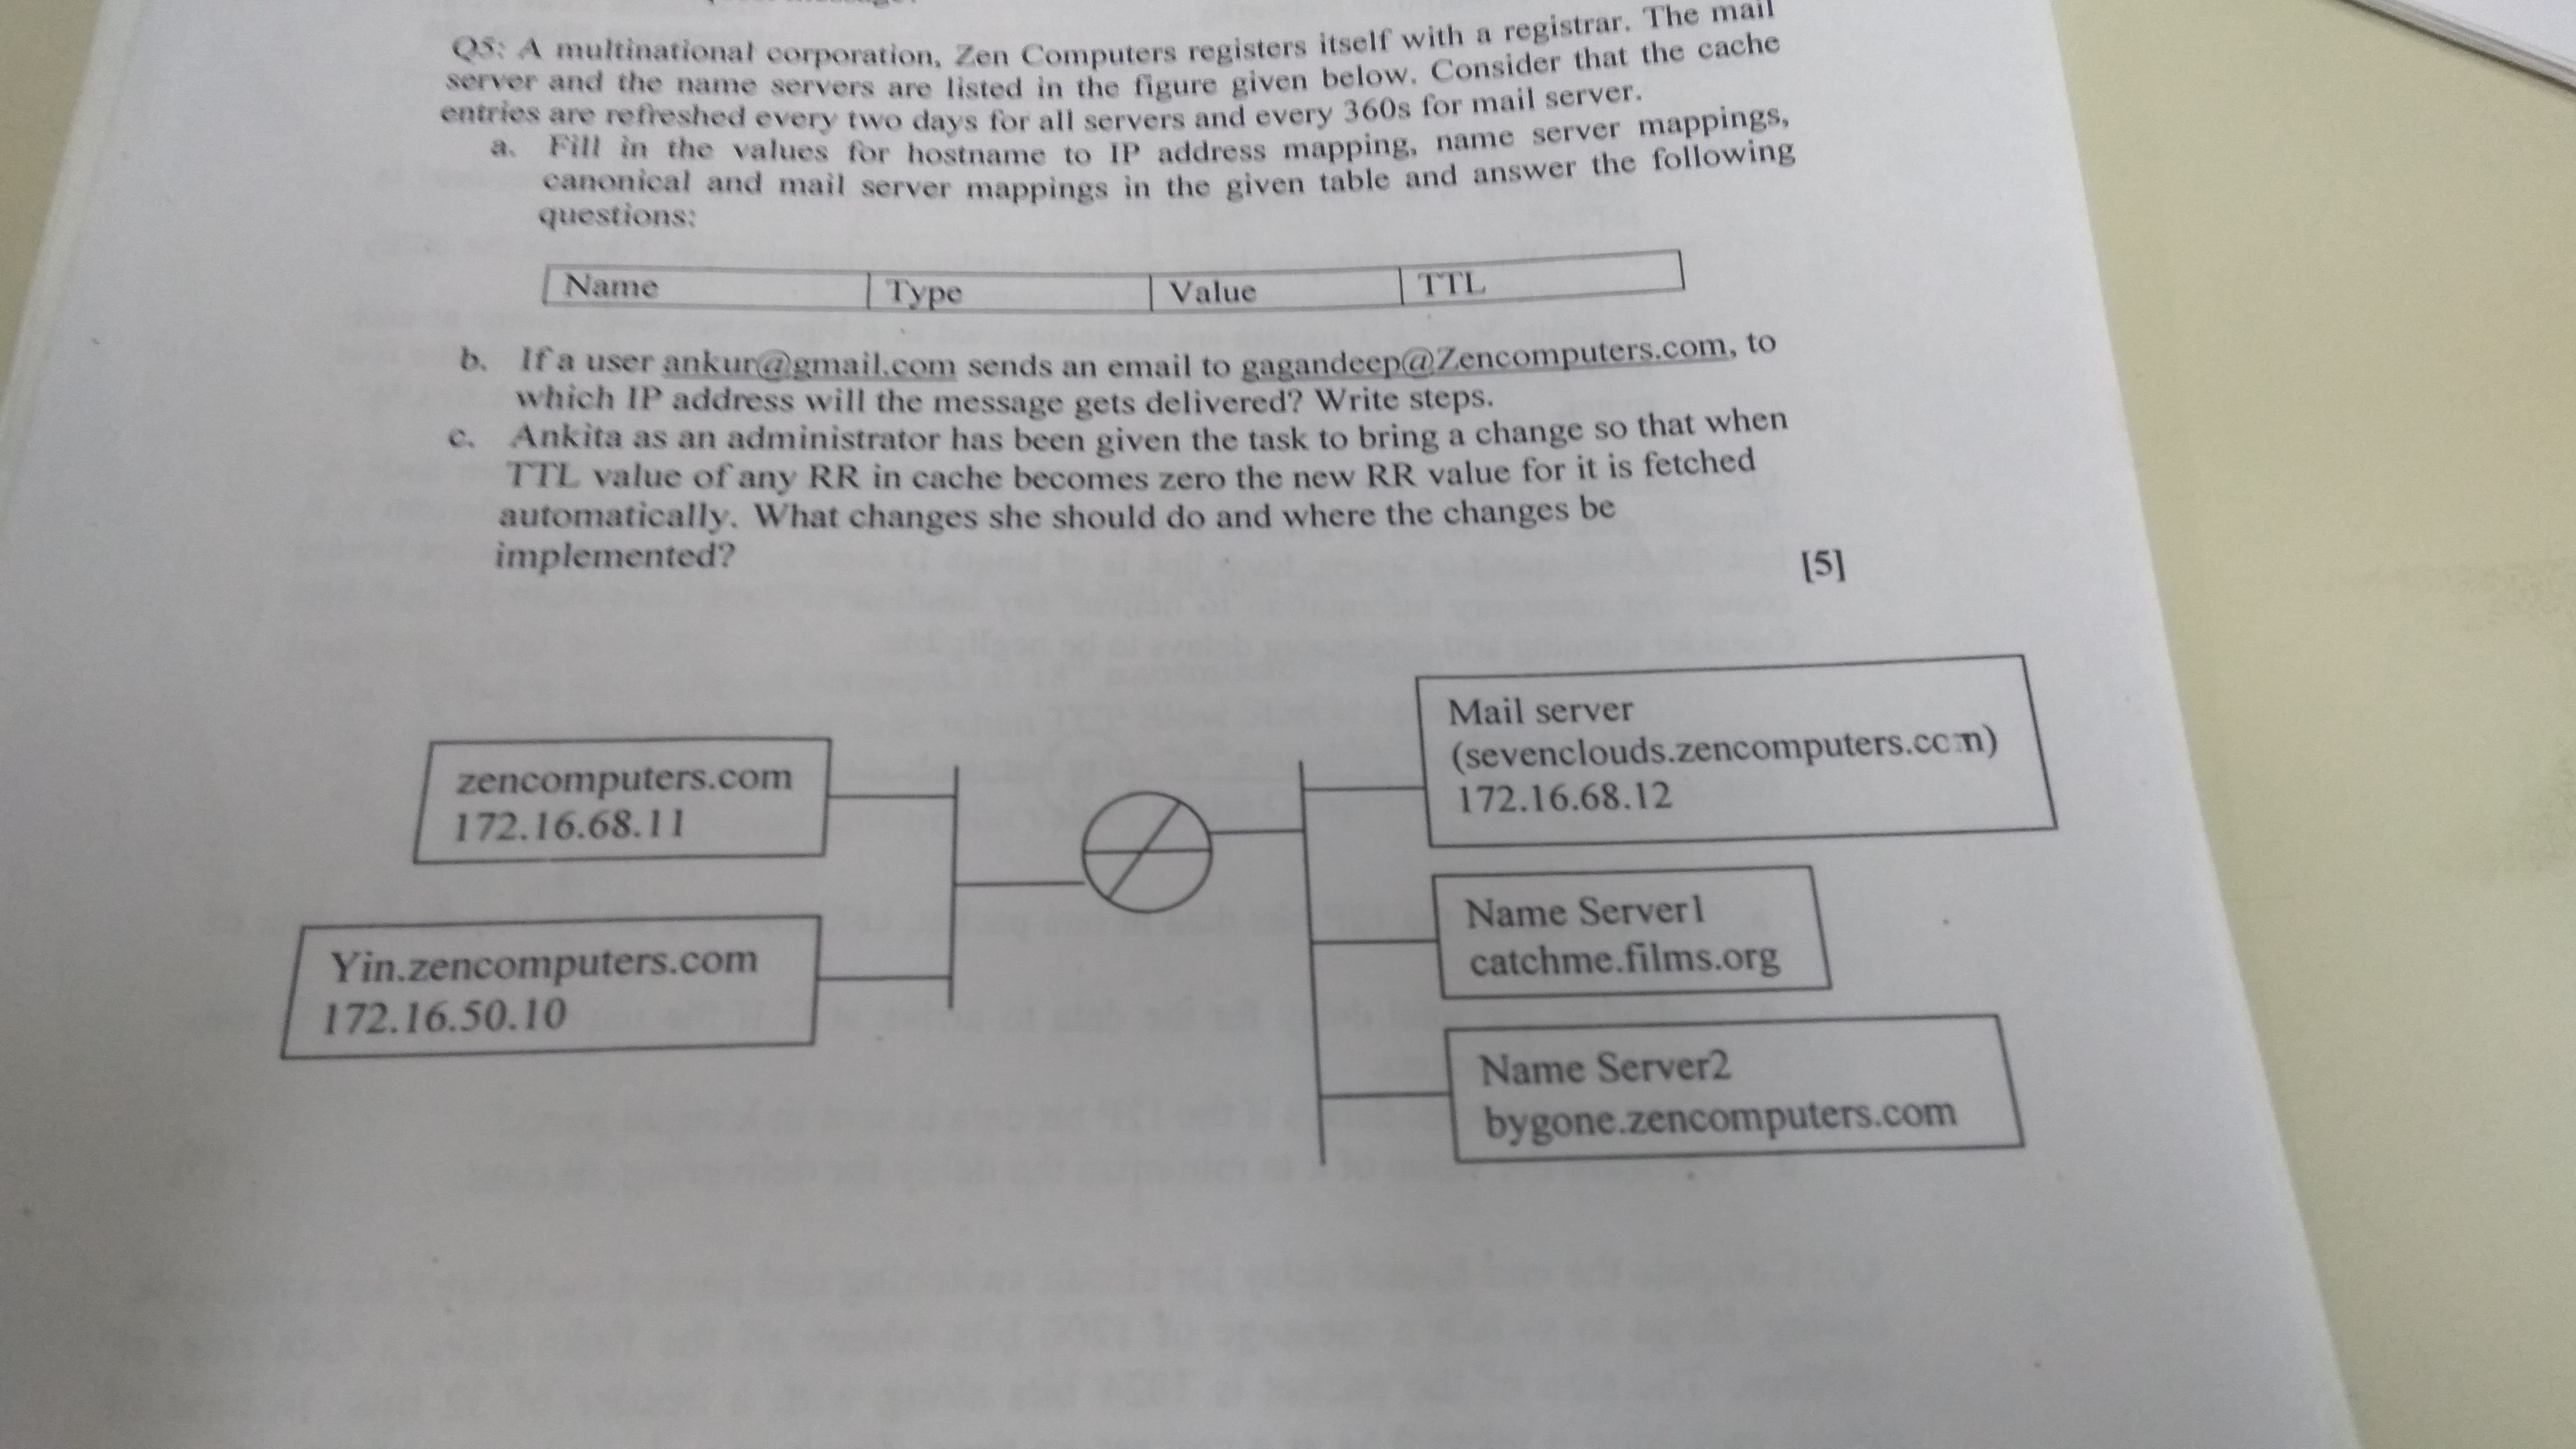 Q5: A multinational corporation, Zen Computers registers itself with a registrar. The mail
server and the name servers are listed in the figure given below. Consider that the cache
entries are refreshed every two days for all servers and every 360s for mail server.
a. Fill in the values for hostname to IP address mapping, name server mappings,
canonical and mail server mappings in the given table and answer the following
questions:
Name Type Value TTL
b. If a user ankur@gmail.com sends an email to gagandeep@Zencomputers.com, to
which IP address will the message gets delivered? Write steps.
c. Ankita as an administrator has been given the task to bring a change so that when
TTL value of any RR in cache becomes zero the new RR value for it is fetched
automatically. What changes she should do and where the changes be
implemented?
[5]
zencomputers.com
172.16.68.11
Yin.zencomputers.com
172.16.50.10
Mail server
(sevenclouds.zencomputers.com)
172.16.68.12
Name Server1
catchme.films.org
Name Server2
bygone.zencomputers.com